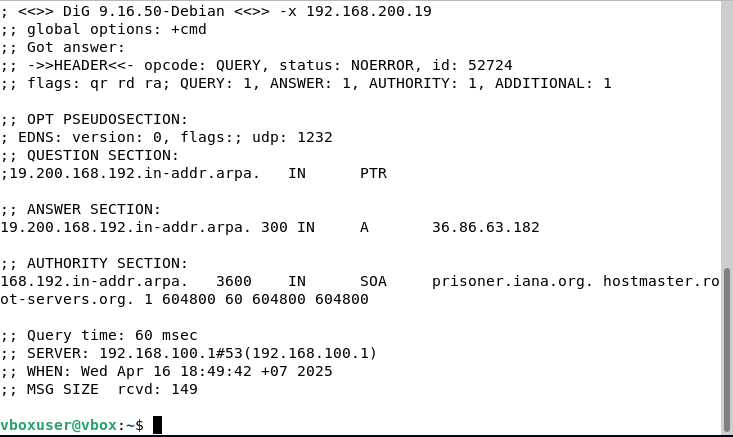 ; <<>> DiG 9.16.50-Debian <<>> -x 192.168.200.19
;; global options: +cmd
;; Got answer:
;; ->>HEADER<<- opcode: QUERY, status: NOERROR, id: 52724
;; flags: qr rd ra; QUERY: 1, ANSWER: 1, AUTHORITY: 1, ADDITIONAL: 1

;; OPT PSEUDOSECTION:
; EDNS: version: 0, flags:; udp: 1232
;; QUESTION SECTION:
;19.200.168.192.in-addr.arpa.   IN      PTR

;; ANSWER SECTION:
19.200.168.192.in-addr.arpa. 300 IN     A       36.86.63.182

;; AUTHORITY SECTION:
168.192.in-addr.arpa.   3600    IN      SOA     prisoner.iana.org. hostmaster.ro
ot-servers.org. 1 604800 60 604800 604800

;; Query time: 60 msec
;; SERVER: 192.168.100.1#53(192.168.100.1)
;; WHEN: Wed Apr 16 18:49:42 +07 2025
;; MSG SIZE  rcvd: 149

vboxuser@vbox:~$